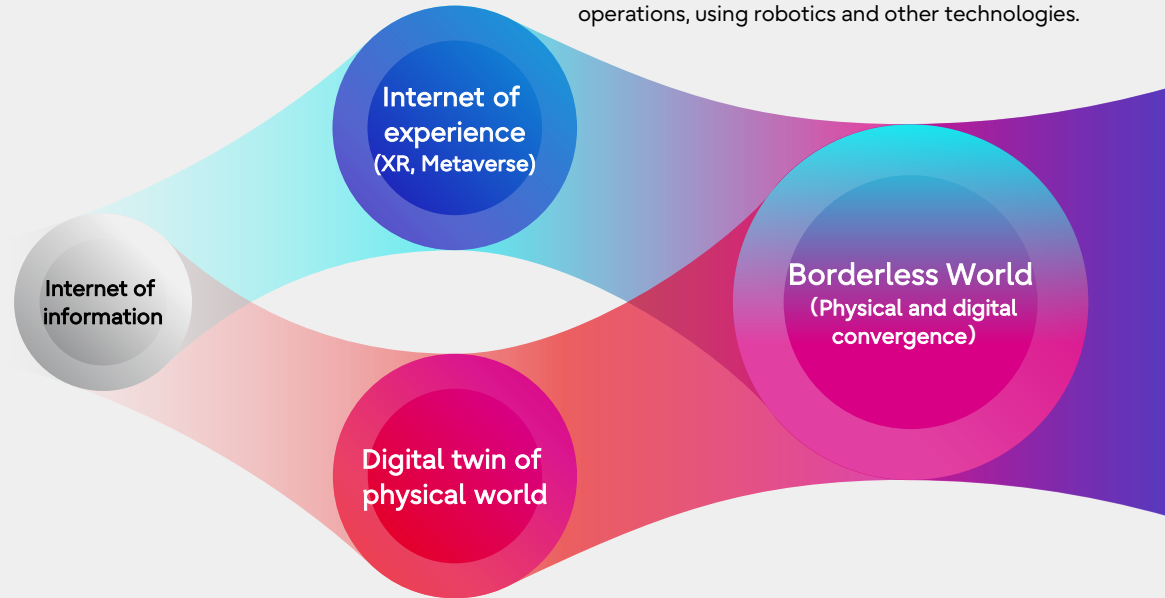 operations, using robotics and other technologies.
Internet of
experience
(XR, Metaverse)
Internet of
information
Borderless World
(Physical and digital
convergence)
Digital twin of
physical world